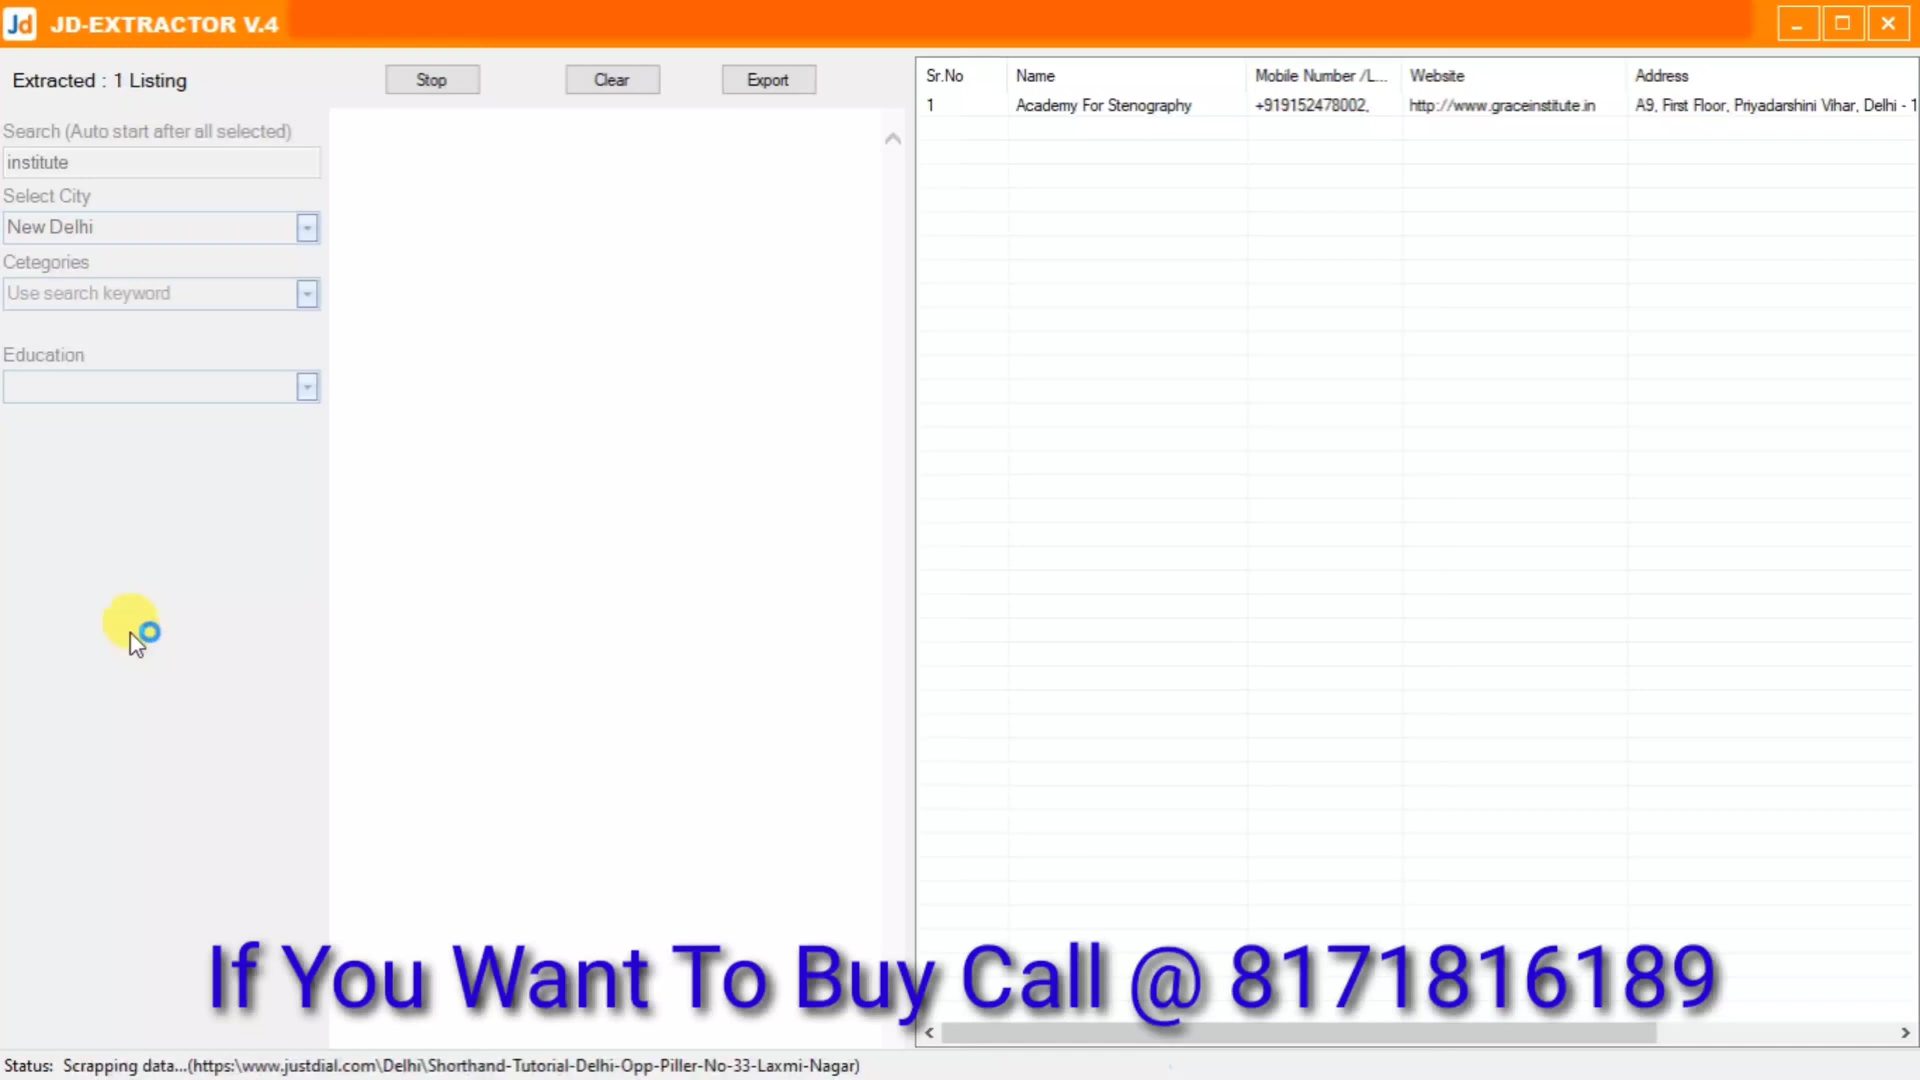 Jd JD-EXTRACTOR V.4
Extracted : 1 Listing
Stop
Clear
Export
Search (Auto start after all selected)
institute
Select City
New Delhi
Cetegories
Use search keyword
Education
Sr.No Name Mobile Number /L... Website Address
1 Academy For Stenography +919152478002, http://www.graceinstitute.in A9, First Floor, Priyadarshini Vihar, Delhi - 1
If You Want To Buy Call @ 8171816189
Status: Scrapping data...(https:\www.justdial.com\Delhi\Shorthand-Tutorial-Delhi-Opp-Piller-No-33-Laxmi-Nagar)